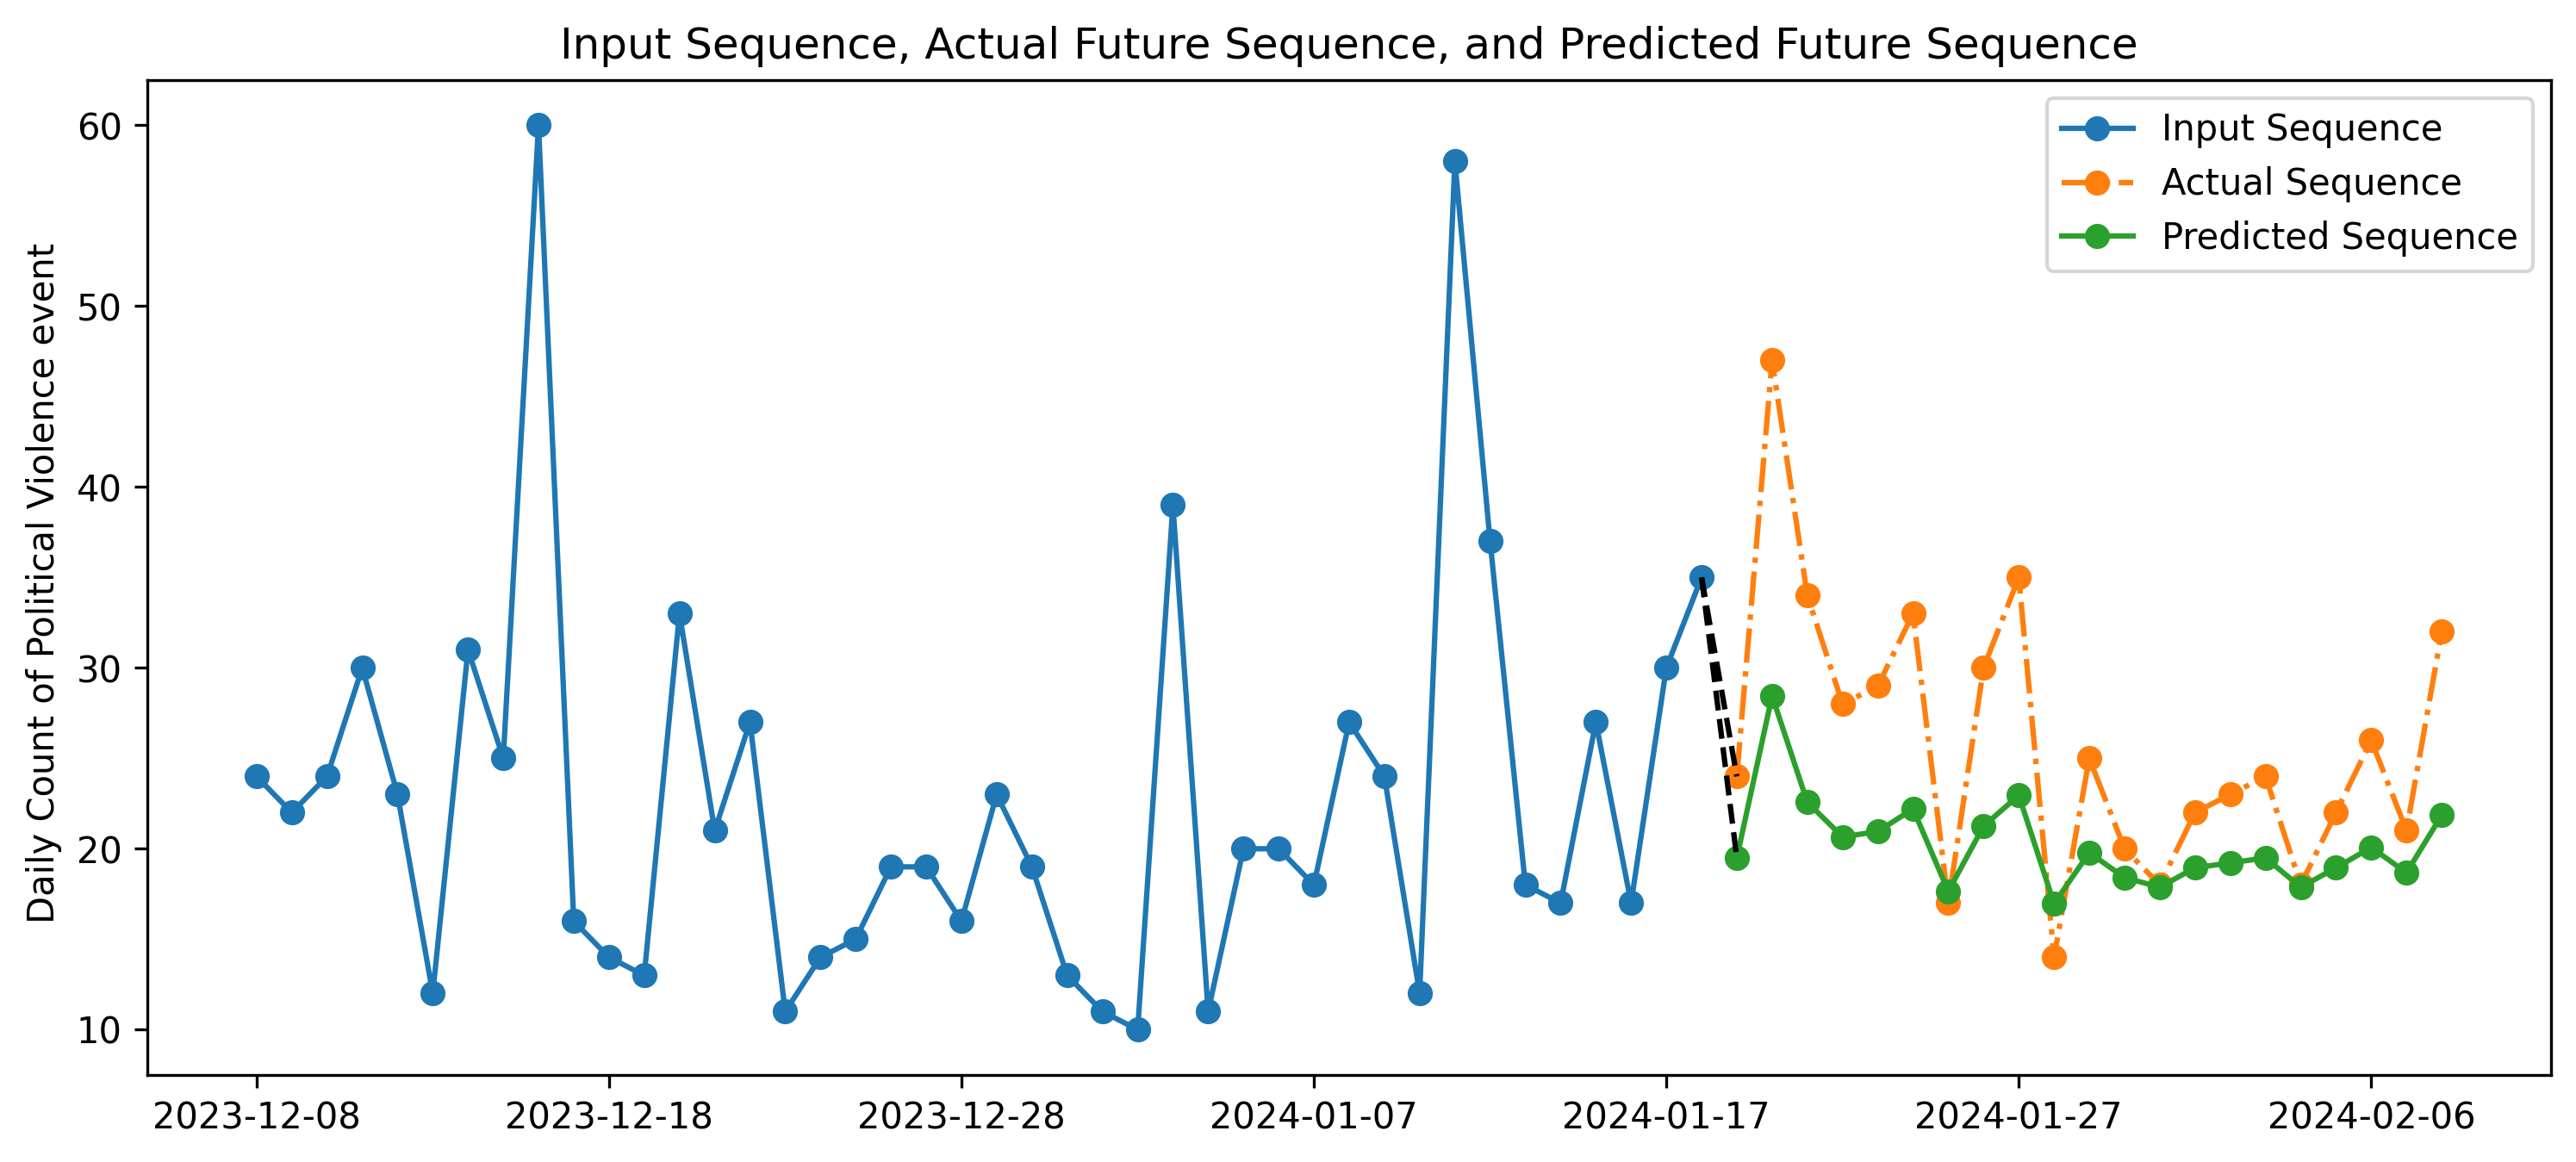 Input Sequence, Actual Future Sequence, and Predicted Future Sequence
Daily Count of Political Violence event
60
50
40
30
20
10
Input Sequence
Actual Sequence
Predicted Sequence
2023-12-08
2023-12-18
2023-12-28
2024-01-07
2024-01-17
2024-01-27
2024-02-06